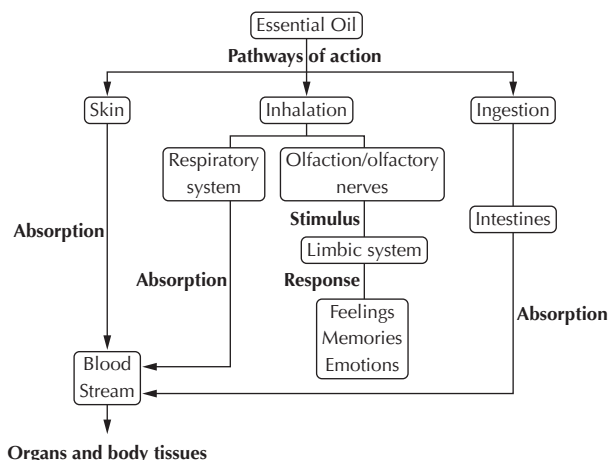 Essential Oil
Pathways of action
Skin
Inhalation
Ingestion
Respiratory
system
Olfaction/olfactory
nerves
Absorption
Stimulus
Intestines
Limbic system
Absorption
Response
Feelings
Memories
Emotions
Absorption
Blood
Stream
Organs and body tissues